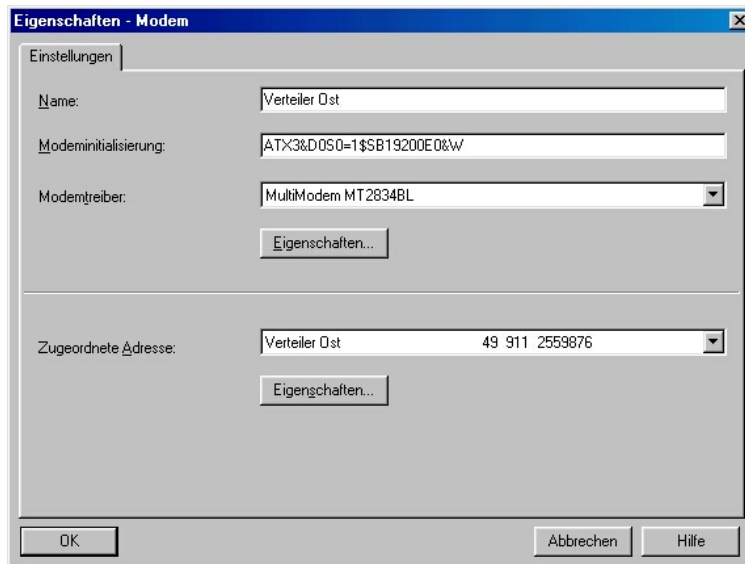 Eigenschaften - Modem
Einstellungen
Name: Verteiler Ost
Modeminitialisierung: ATX3&D0S0=1$SB19200E0&W
Modemtreiber: MultiModem MT2834BL
Eigenschaften...
Zugeordnete Adresse: Verteiler Ost 49 911 2559876
Eigenschaften...
OK Abbrechen Hilfe